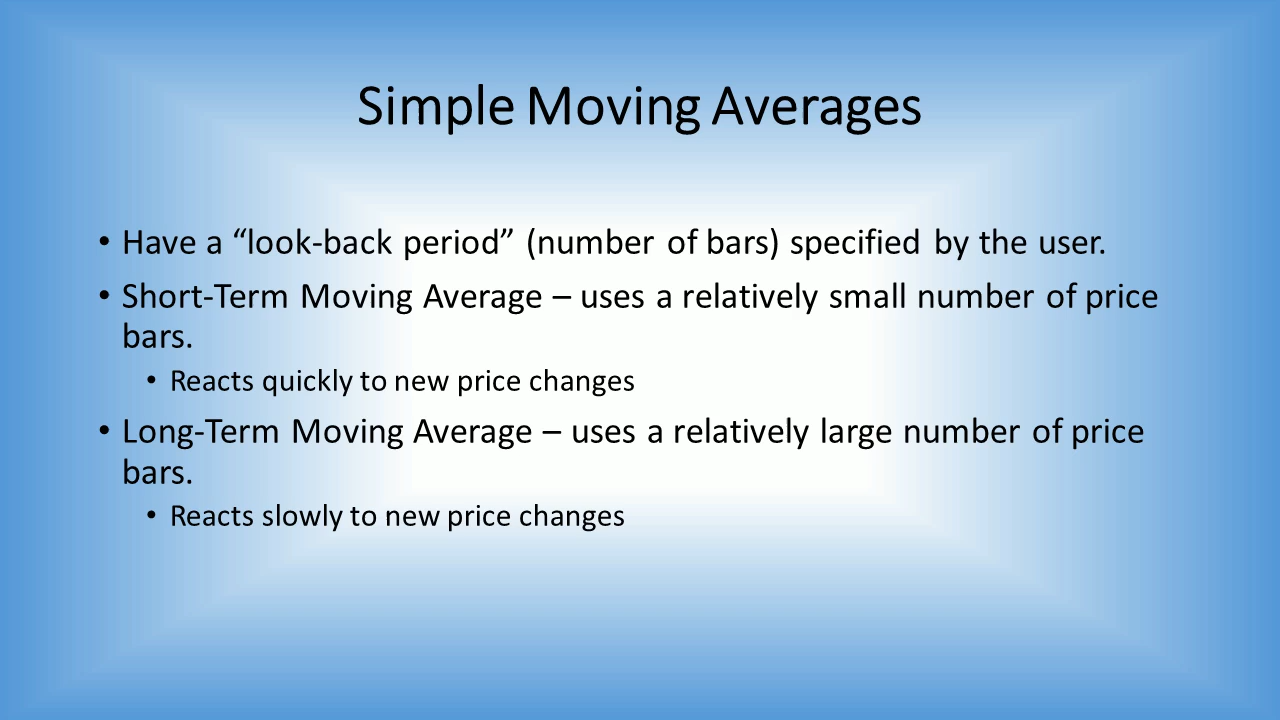 Simple Moving Averages
• Have a “look-back period” (number of bars) specified by the user.
• Short-Term Moving Average – uses a relatively small number of price
bars.
• Reacts quickly to new price changes
• Long-Term Moving Average – uses a relatively large number of price
bars.
• Reacts slowly to new price changes